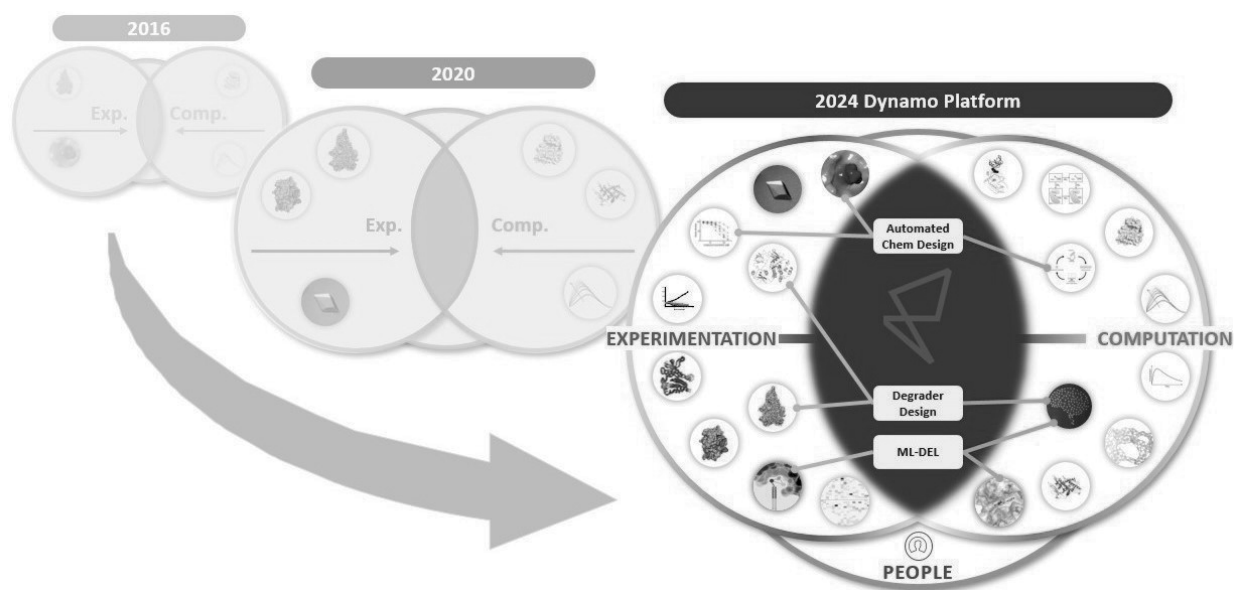 2016
Exp.
Comp.
2020
Exp.
Comp.
2024 Dynamo Platform
Automated
Chem Design
EXPERIMENTATION
COMPUTATION
Degrader
Design
ML-DEL
PEOPLE